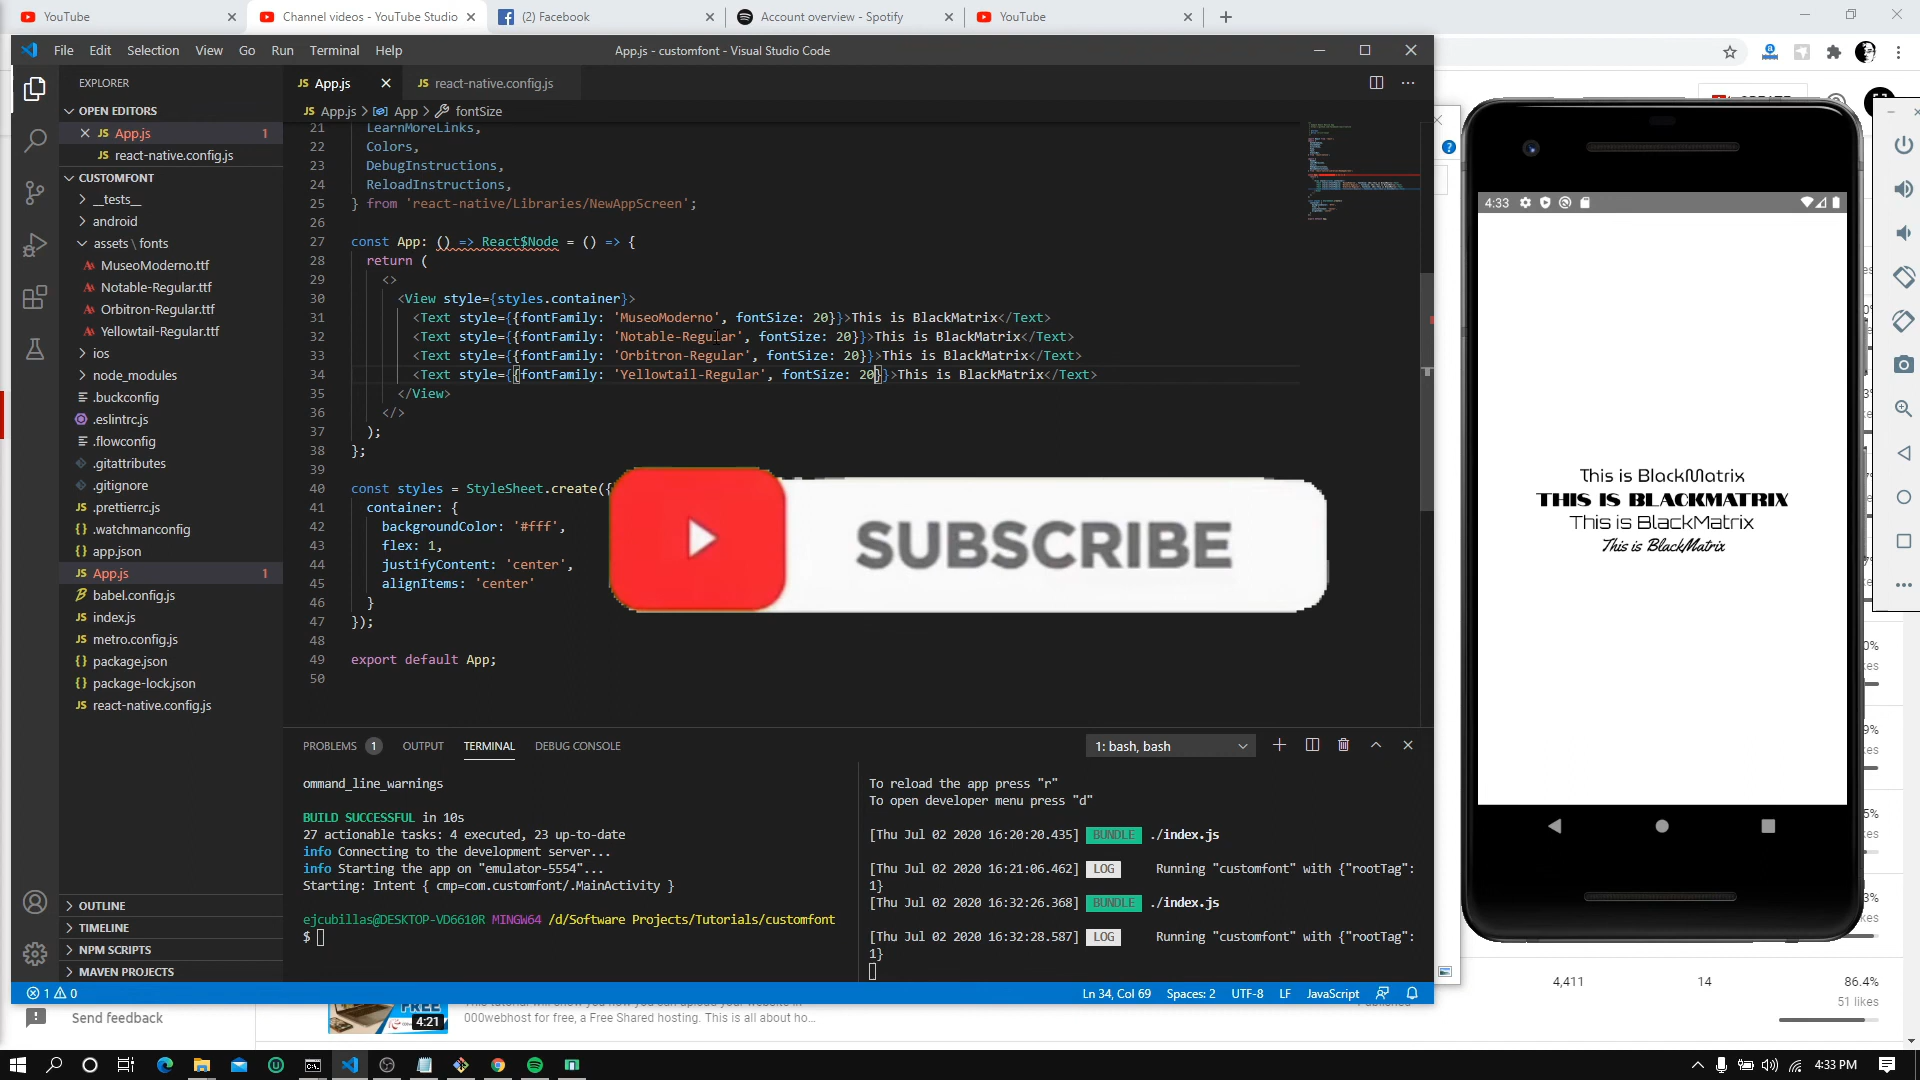 YouTube
Channel videos - YouTube Studio
(2) Facebook
Account overview - Spotify
YouTube
File Edit Selection View Go Run Terminal Help
App.js - customfont - Visual Studio Code
EXPLORER
App.js
react-native.config.js
OPEN EDITORS
App.js > App > fontSize
App.js 1
react-native.config.js
CUSTOMFONT
__tests__
android
assets \ fonts
MuseoModerno.ttf
Notable-Regular.ttf
Orbitron-Regular.ttf
Yellowtail-Regular.ttf
ios
node_modules
.buckconfig
.eslintrc.js
.flowconfig
.gitattributes
.gitignore
.prettierrc.js
.watchmanconfig
app.json
App.js 1
babel.config.js
index.js
metro.config.js
package.json
package-lock.json
react-native.config.js
OUTLINE
TIMELINE
NPM SCRIPTS
MAVEN PROJECTS
21 LearnMoreLinks,
22 Colors,
23 DebugInstructions,
24 ReloadInstructions,
25 } from 'react-native/Libraries/NewAppScreen';
26
27 const App: () => React$Node = () => {
28 return (
29 <>
30 <View style={styles.container}>
31 <Text style={{fontFamily: 'MuseoModerno', fontSize: 20}}>This is BlackMatrix</Text>
32 <Text style={{fontFamily: 'Notable-Regular', fontSize: 20}}>This is BlackMatrix</Text>
33 <Text style={{fontFamily: 'Orbitron-Regular', fontSize: 20}}>This is BlackMatrix</Text>
34 <Text style={{fontFamily: 'Yellowtail-Regular', fontSize: 20}}>This is BlackMatrix</Text>
35 </View>
36 </>
37 );
38 };
39
40 const styles = StyleSheet.create({
41 container: {
42 backgroundColor: '#fff',
43 flex: 1,
44 justifyContent: 'center',
45 alignItems: 'center'
46 }
47 });
48
49 export default App;
50
SUBSCRIBE
PROBLEMS 1 OUTPUT TERMINAL DEBUG CONSOLE
1: bash, bash
ommand_line_warnings
BUILD SUCCESSFUL in 10s
27 actionable tasks: 4 executed, 23 up-to-date
info Connecting to the development server...
info Starting the app on "emulator-5554"...
Starting: Intent { cmp=com.customfont/.MainActivity }
ejcubillas@DESKTOP-VD6610R MINGW64 /d/Software Projects/Tutorials/customfont
$
To reload the app press "r"
To open developer menu press "d"
[Thu Jul 02 2020 16:20:20.435] BUNDLE ./index.js
[Thu Jul 02 2020 16:21:06.462] LOG Running "customfont" with {"rootTag":
1}
[Thu Jul 02 2020 16:32:26.368] BUNDLE ./index.js
[Thu Jul 02 2020 16:32:28.587] LOG Running "customfont" with {"rootTag":
1}
1 0
Ln 34, Col 69 Spaces: 2 UTF-8 LF JavaScript
4:33
This is BlackMatrix
THIS IS BLACKMATRIX
This is BlackMatrix
This is BlackMatrix
4,411 14 86.4%
51 likes
Send feedback
FREE
4:21
000webhost for free, a Free Shared hosting. This is all about ho...
4:33 PM